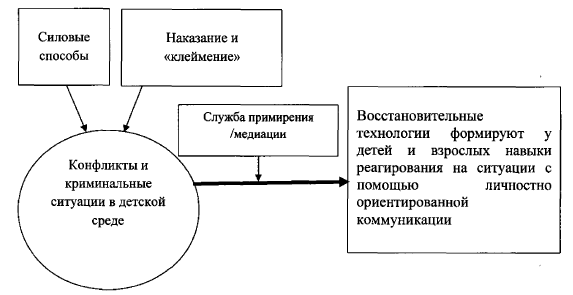 Силовые
способы
Наказание и
«клеймение»
Служба примирения
/медиации
Конфликты и
криминальные
ситуации в детской
среде
Восстановительные
технологии формируют у
детей и взрослых навыки
реагирования на ситуации с
помощью личностно
ориентированной
коммуникации